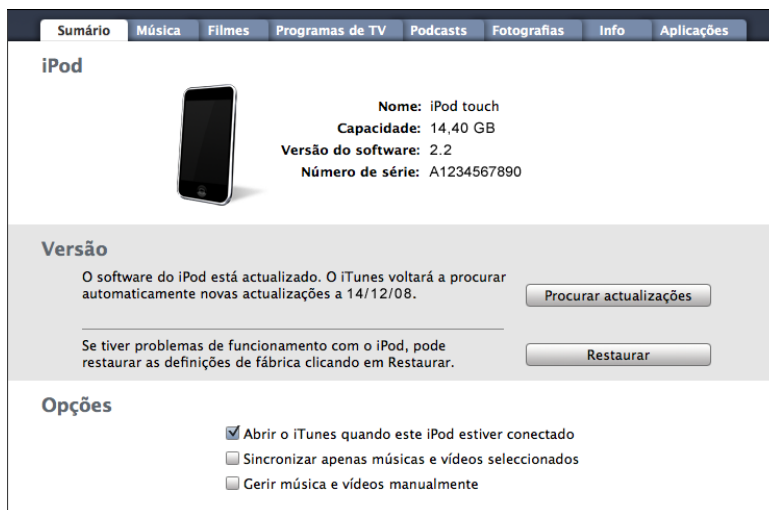 Sumário Música Filmes Programas de TV Podcasts Fotografias Info Aplicações
iPod
Nome: iPod touch
Capacidade: 14,40 GB
Versão do software: 2.2
Número de série: A1234567890
Versão
O software do iPod está actualizado. O iTunes voltará a procurar
automaticamente novas actualizações a 14/12/08.
Procurar actualizações
Se tiver problemas de funcionamento com o iPod, pode
restaurar as definições de fábrica clicando em Restaurar.
Restaurar
Opções
Abrir o iTunes quando este iPod estiver conectado
Sincronizar apenas músicas e vídeos seleccionados
Gerir música e vídeos manualmente